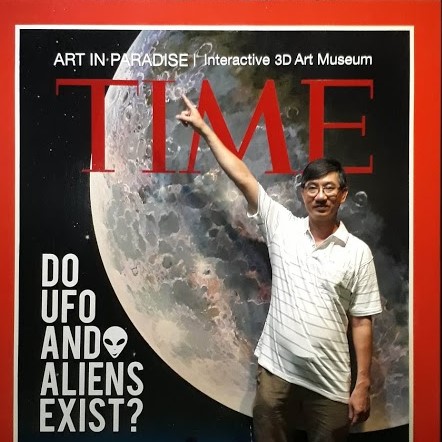 ART IN PARADISE | Interactive 3D Art Museum
TIME
DO
UFO
AND
ALIENS
EXIST?